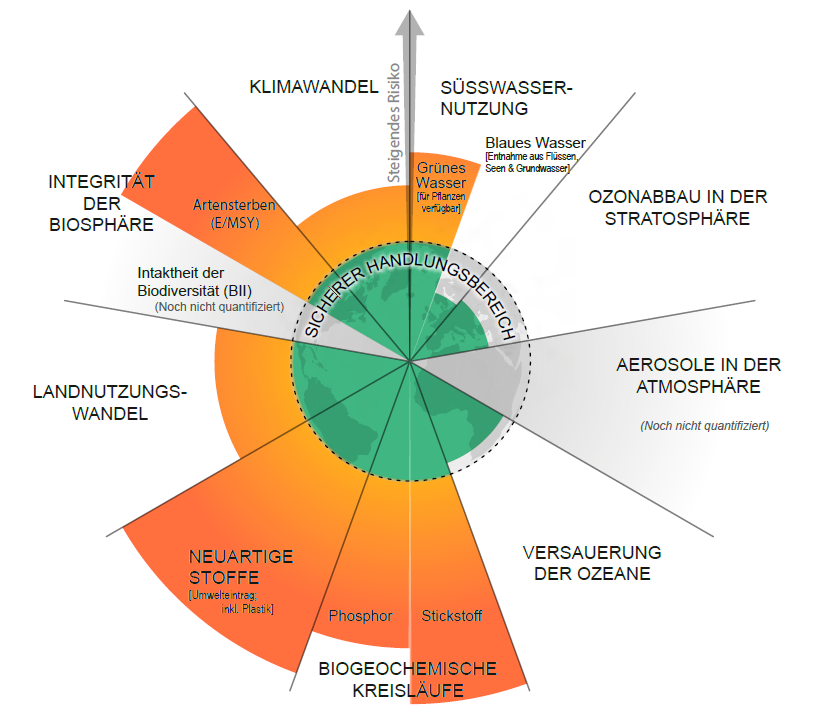 KLIMAWANDEL
Steigendes Risiko
SÜSSWASSER-
NUTZUNG
Grünes
Wasser
[für Pflanzen
verfügbar]
Blaues Wasser
[Entnahme aus Flüssen,
Seen & Grundwasser]
OZONABBAU IN DER
STRATOSPHÄRE
INTEGRITÄT
DER
BIOSPHÄRE
Artensterben
(E/MSY)
Intaktheit der
Biodiversität (BII)
(Noch nicht quantifiziert)
SICHERER HANDLUNGSBEREICH
AEROSOLE IN DER
ATMOSPHÄRE
(Noch nicht quantifiziert)
LANDNUTZUNGS-
WANDEL
NEUARTIGE
STOFFE
[Umwelteintrag;
inkl. Plastik]
VERSAUERUNG
DER OZEANE
Phosphor
Stickstoff
BIOGEOCHEMISCHE
KREISLÄUFE